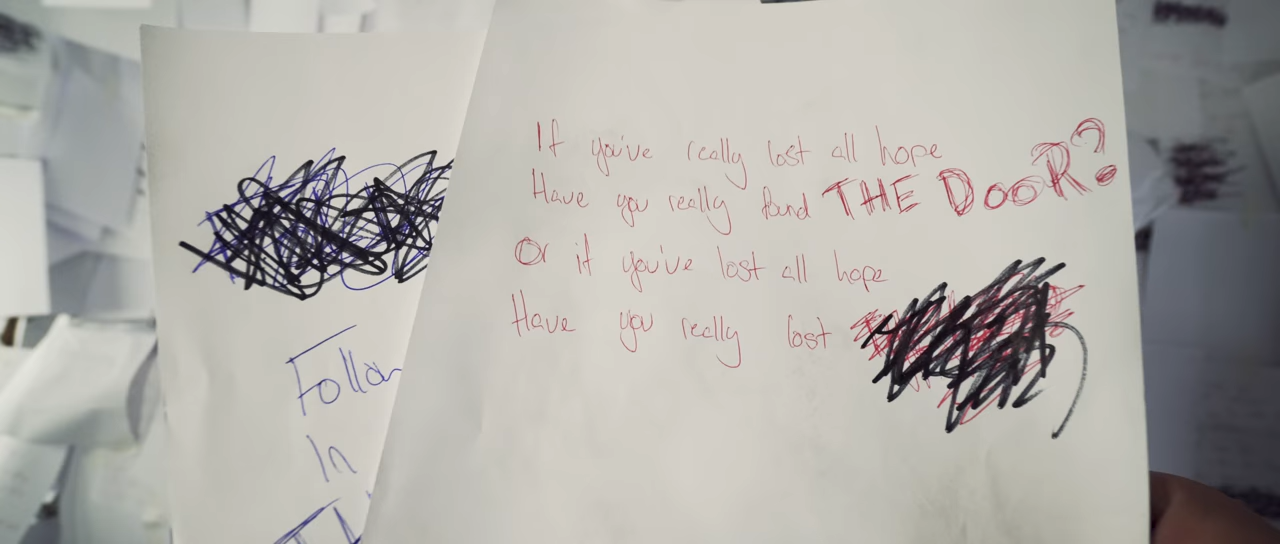 If you've really lost all hope
Have you really found THE DOOR?
Or if you've lost all hope
Have you really lost
Follow
In